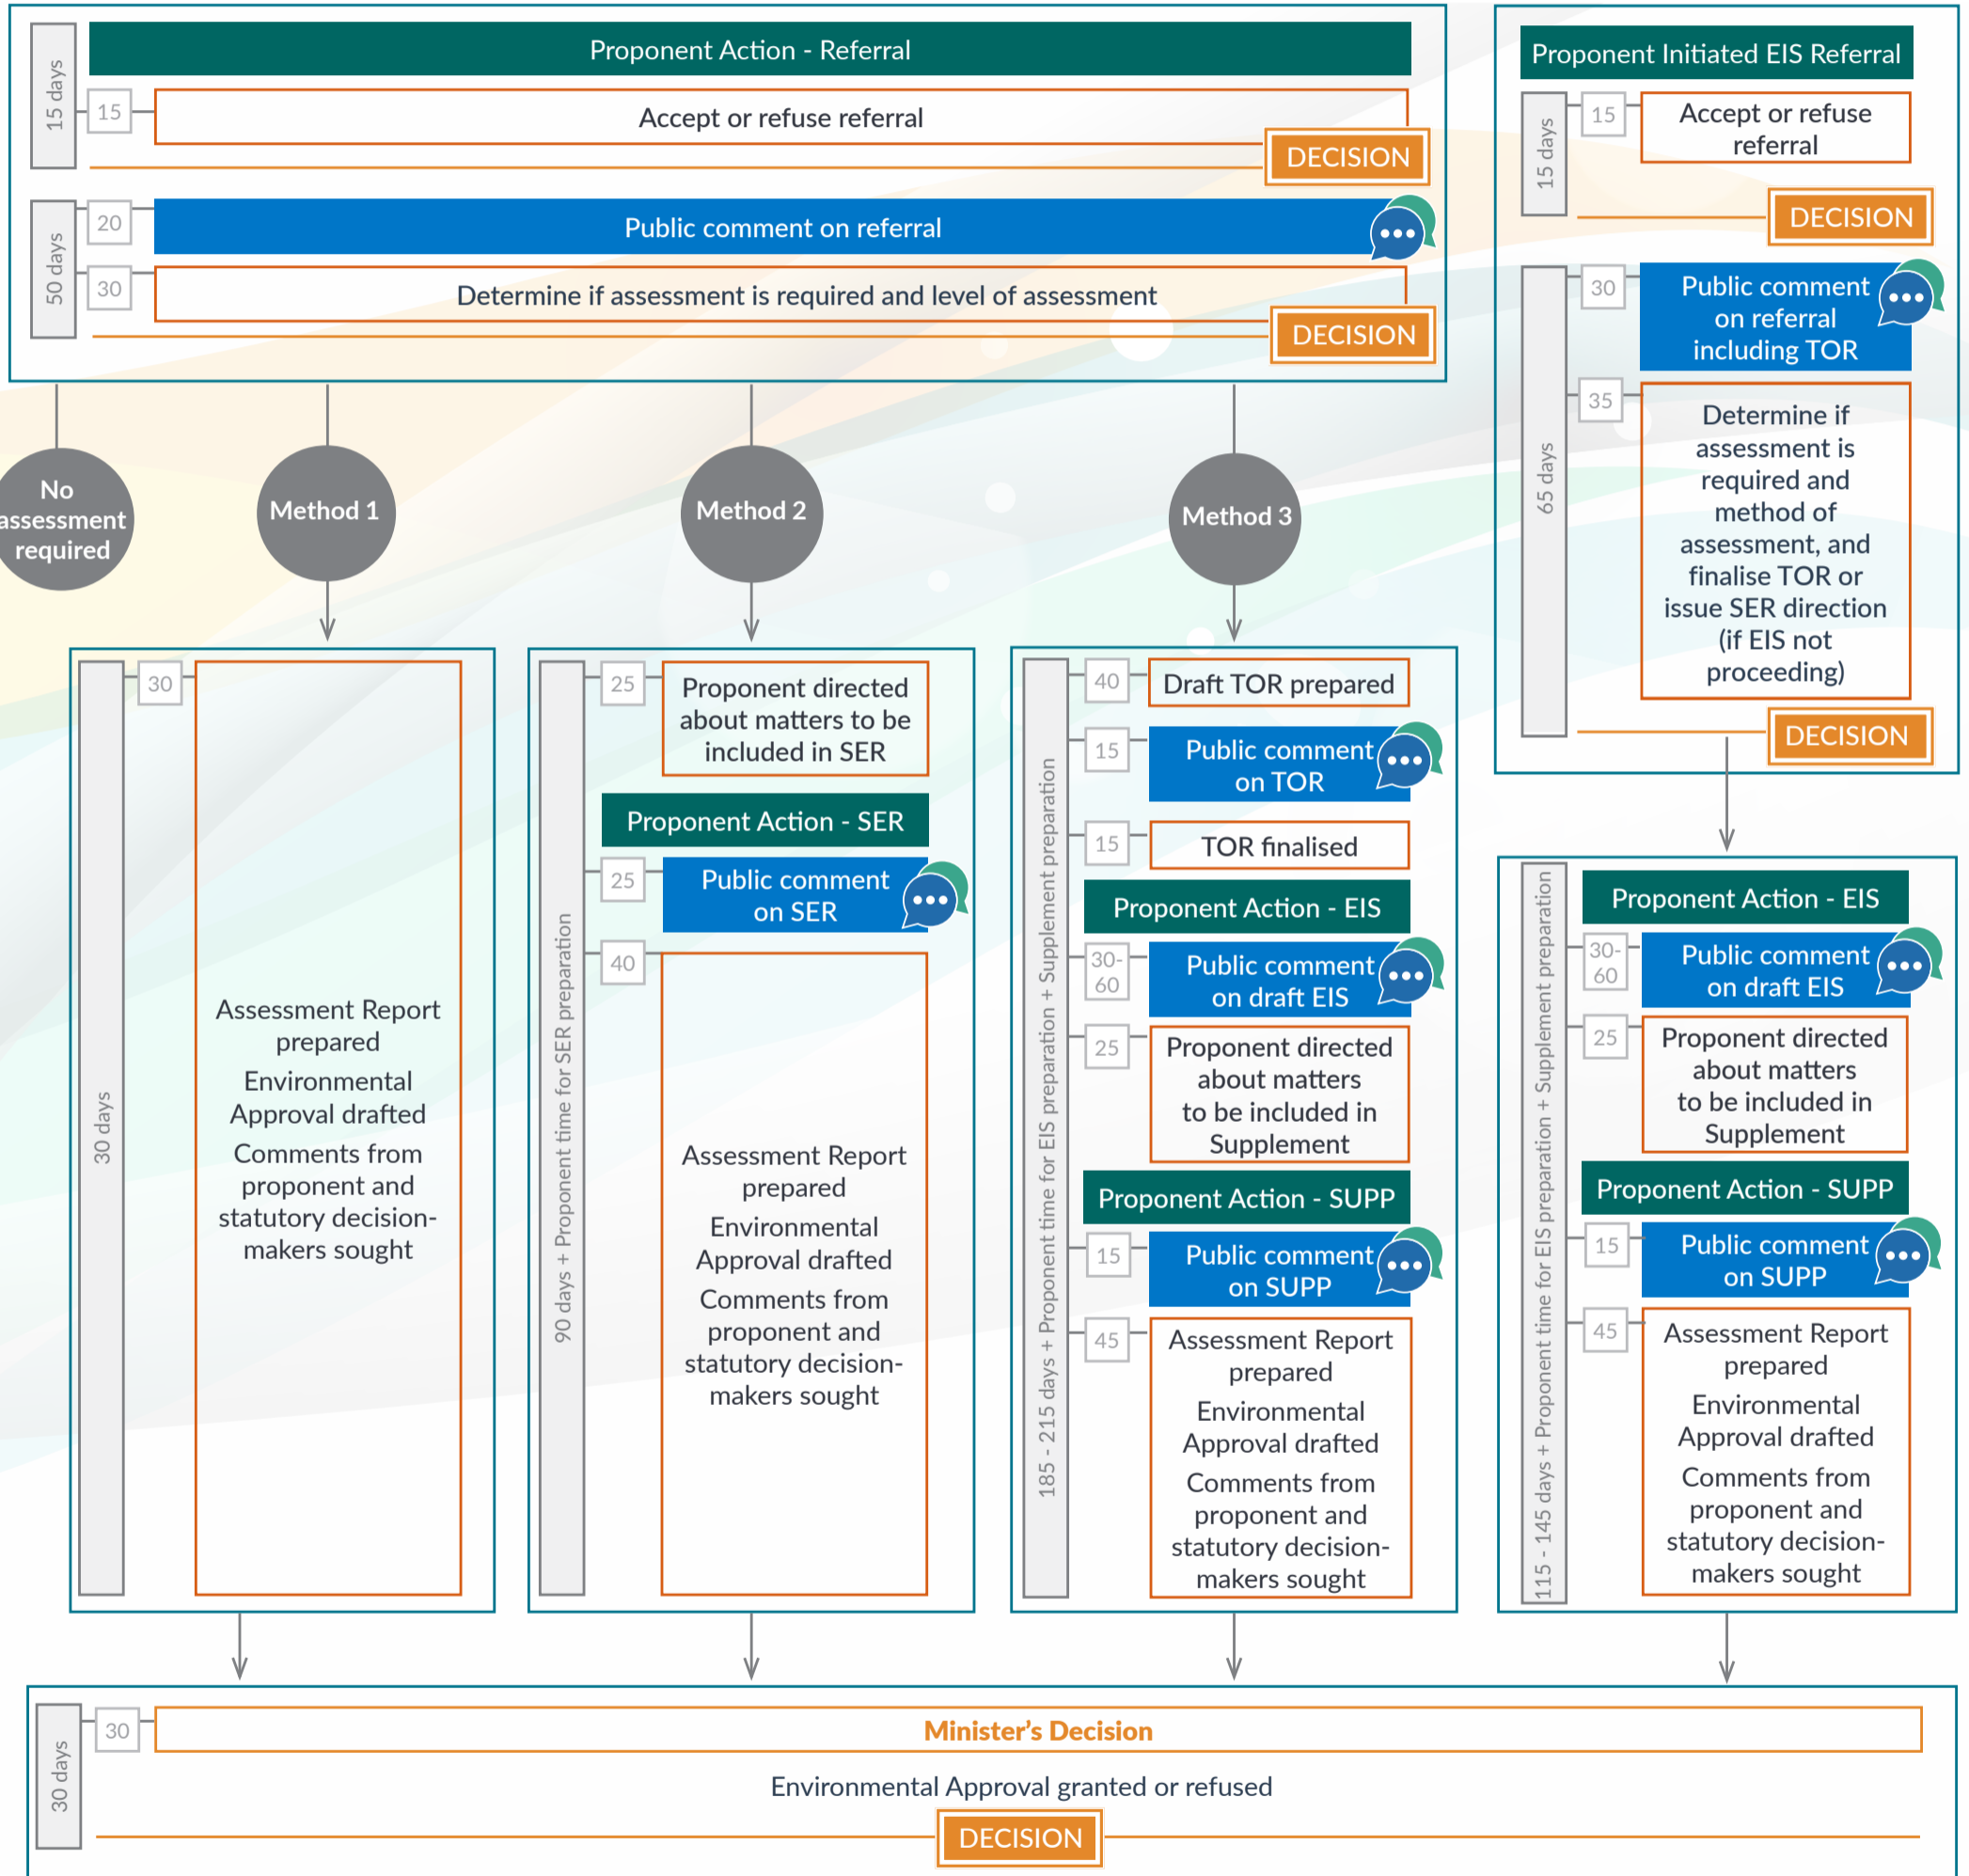 Proponent Action - Referral
15 days
15
Accept or refuse referral
DECISION
50 days
20
Public comment on referral
30
Determine if assessment is required and level of assessment
DECISION
No
assessment
required
Method 1
Method 2
Method 3
30 days
30
Assessment Report
prepared
Environmental
Approval drafted
Comments from
proponent and
statutory decision-
makers sought
90 days + Proponent time for SER preparation
25
Proponent directed
about matters to be
included in SER
Proponent Action - SER
25
Public comment
on SER
40
Assessment Report
prepared
Environmental
Approval drafted
Comments from
proponent and
statutory decision-
makers sought
185 - 215 days + Proponent time for EIS preparation + Supplement preparation
40
Draft TOR prepared
15
Public comment
on TOR
15
TOR finalised
Proponent Action - EIS
30-
60
Public comment
on draft EIS
25
Proponent directed
about matters
to be included in
Supplement
Proponent Action - SUPP
15
Public comment
on SUPP
45
Assessment Report
prepared
Environmental
Approval drafted
Comments from
proponent and
statutory decision-
makers sought
Proponent Initiated EIS Referral
15 days
15
Accept or refuse
referral
DECISION
65 days
30
Public comment
on referral
including TOR
35
Determine if
assessment is
required and
method of
assessment, and
finalise TOR or
issue SER direction
(if EIS not
proceeding)
DECISION
115 - 145 days + Proponent time for EIS preparation + Supplement preparation
Proponent Action - EIS
30-
60
Public comment
on draft EIS
25
Proponent directed
about matters
to be included in
Supplement
Proponent Action - SUPP
15
Public comment
on SUPP
45
Assessment Report
prepared
Environmental
Approval drafted
Comments from
proponent and
statutory decision-
makers sought
30 days
30
Minister's Decision
Environmental Approval granted or refused
DECISION